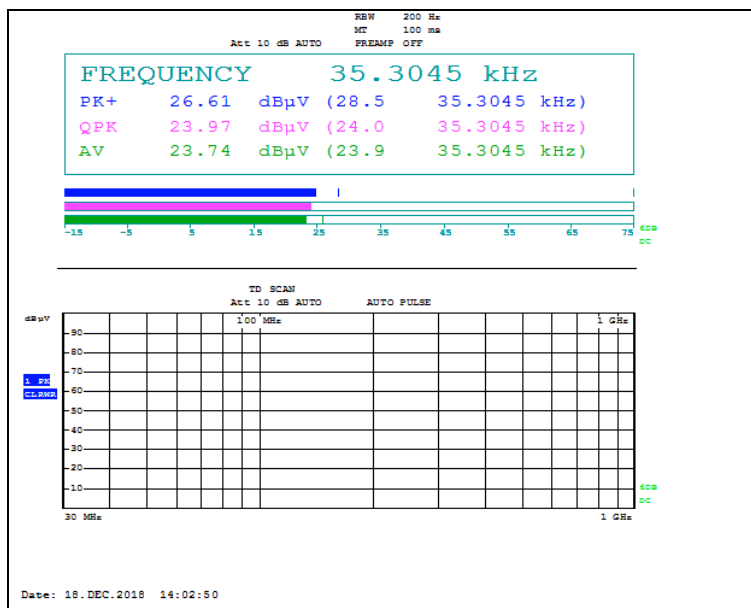 RBW 200 Hz
MT 100 ms
Att 10 dB AUTO PREAMP OFF
FREQUENCY 35.3045 kHz
PK+ 26.61 dBµV (28.5 35.3045 kHz)
QPK 23.97 dBµV (24.0 35.3045 kHz)
AV 23.74 dBµV (23.9 35.3045 kHz)
-15 -5 5 15 25 35 45 55 65 75
6DB
DC
TD SCAN
Att 10 dB AUTO AUTO PULSE
dBµV
100 MHz 1 GHz
90
80
70
1 PK
CLRWR
60
50
40
30
20
10
6DB
DC
30 MHz 1 GHz
Date: 18.DEC.2018 14:02:50